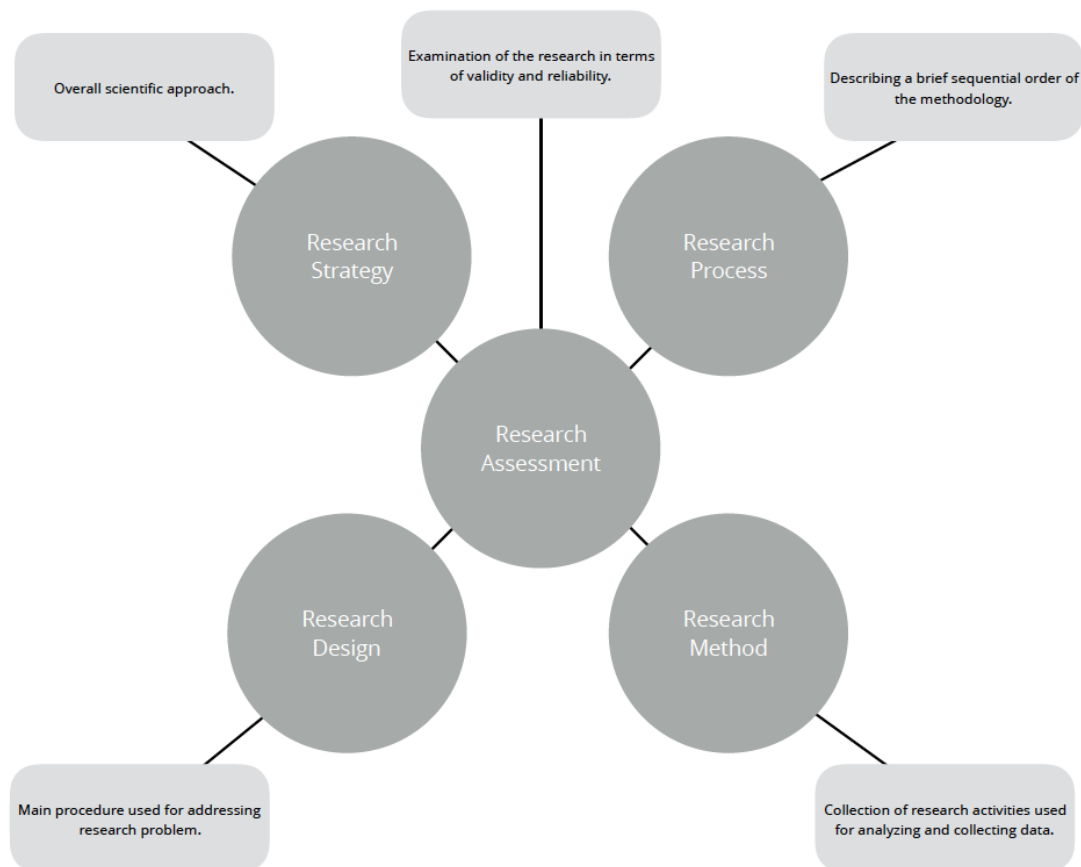 Overall scientific approach.
Examination of the research in terms
of validity and reliability.
Describing a brief sequential order of
the methodology.
Research
Strategy
Research
Process
Research
Assessment
Research
Design
Research
Method
Main procedure used for addressing
research problem.
Collection of research activities used
for analyzing and collecting data.